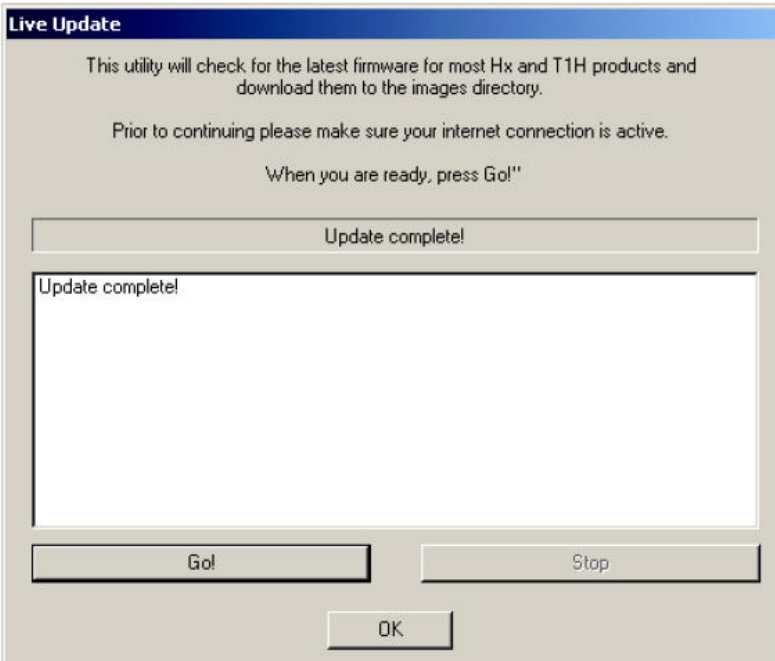 Live Update
This utility will check for the latest firmware for most Hx and T1H products and
download them to the images directory.
Prior to continuing please make sure your internet connection is active.
When you are ready, press Go!"
Update complete!
Update complete!
Go!
Stop
OK